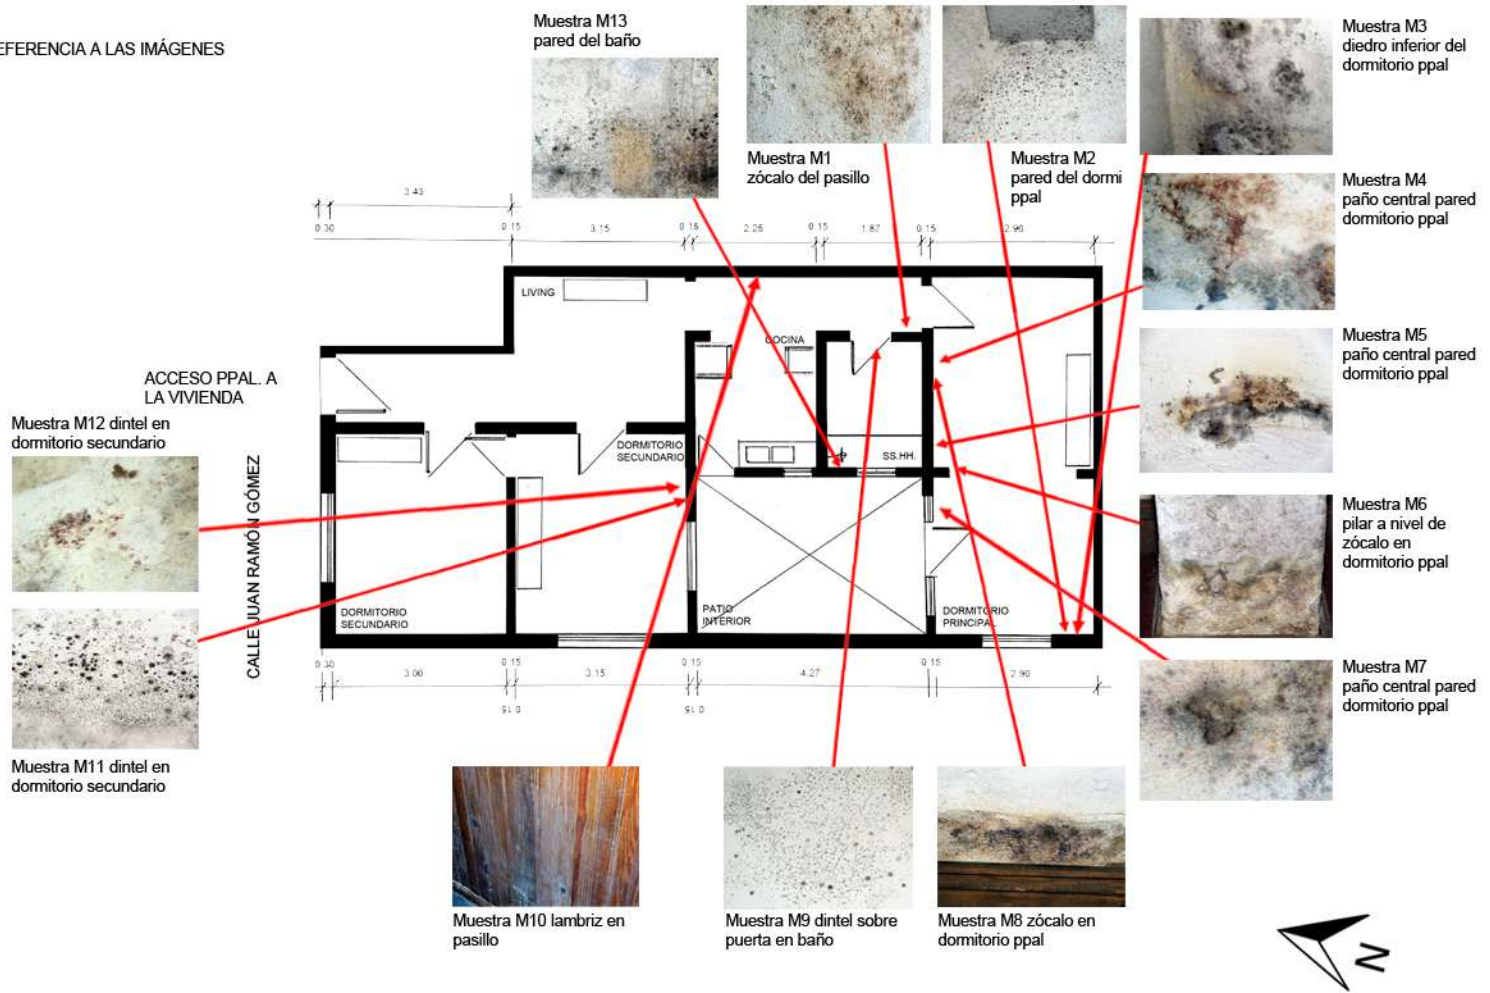 EFERENCIA A LAS IMÁGENES
Muestra M13
pared del baño
Muestra M1
zócalo del pasillo
Muestra M2
pared del dormi
ppal
Muestra M3
diedro inferior del
dormitorio ppal
Muestra M4
paño central pared
dormitorio ppal
Muestra M5
paño central pared
dormitorio ppal
Muestra M6
pilar a nivel de
zócalo en
dormitorio ppal
Muestra M7
paño central pared
dormitorio ppal
3.43
0.30
0.15
3.15
0.15
2.25
0.15
1.87
0.15
2.90
LIVING
COCINA
ACCESO PPAL. A
LA VIVIENDA
DORMITORIO
SECUNDARIO
SS.HH.
Muestra M12 dintel en
dormitorio secundario
CALLE JUAN RAMÓN GÓMEZ
DORMITORIO
SECUNDARIO
PATIO
INTERIOR
DORMITORIO
PRINCIPAL
0.30
3.00
0.15
3.15
0.15
4.27
0.15
2.90
0.15
0.15
Muestra M11 dintel en
dormitorio secundario
Muestra M10 lambriz en
pasillo
Muestra M9 dintel sobre
puerta en baño
Muestra M8 zócalo en
dormitorio ppal
N